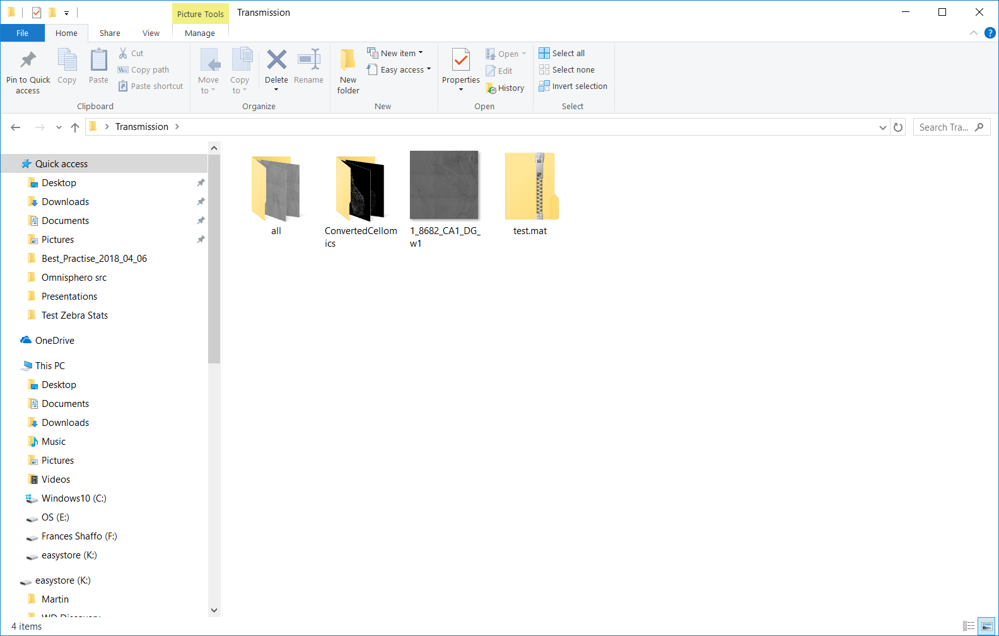 Picture Tools
Transmission
File
Home
Share
View
Manage
Pin to Quick
access
Copy
Paste
Cut
Copy path
Paste shortcut
Clipboard
Move
to
Copy
to
Delete
Rename
Organize
New
folder
New item
Easy access
New
Properties
Open
Edit
History
Open
Select all
Select none
Invert selection
Select
Transmission
Search Tra...
Quick access
Desktop
Downloads
Documents
Pictures
Best_Practise_2018_04_06
Omnisphero src
Presentations
Test Zebra Stats
OneDrive
This PC
Desktop
Documents
Downloads
Music
Pictures
Videos
Windows10 (C:)
OS (E:)
Frances Shaffo (F:)
easystore (K:)
easystore (K:)
Martin
WD Discovery
all
ConvertedCellom
ics
1_8682_CA1_DG_
w1
test.mat
4 items